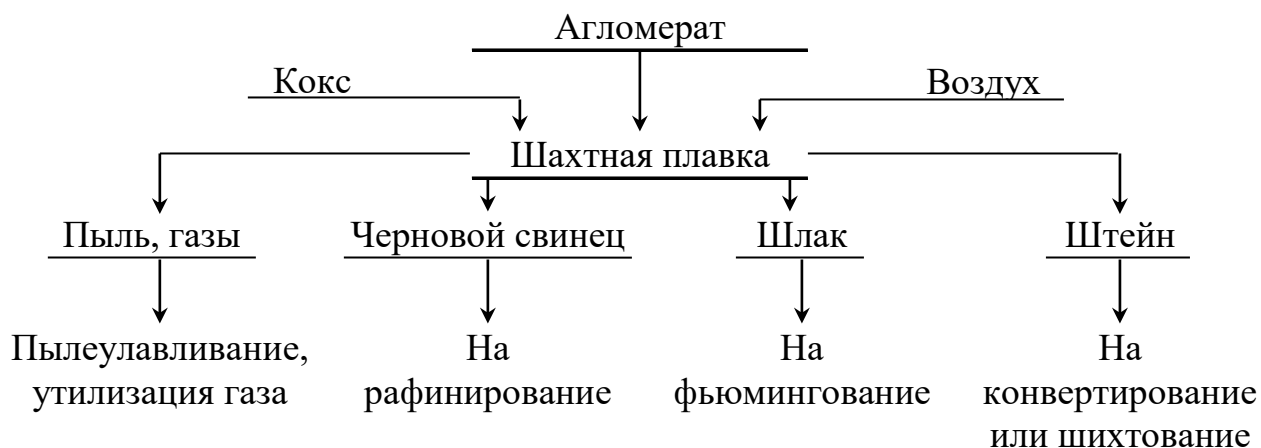 Агломерат
Кокс
Воздух
Шахтная плавка
Пыль, газы
Черновой свинец
Шлак
Штейн
Пылеулавливание,
утилизация газа
На
рафинирование
На
фьюмингование
На
конвертирование
или шихтование